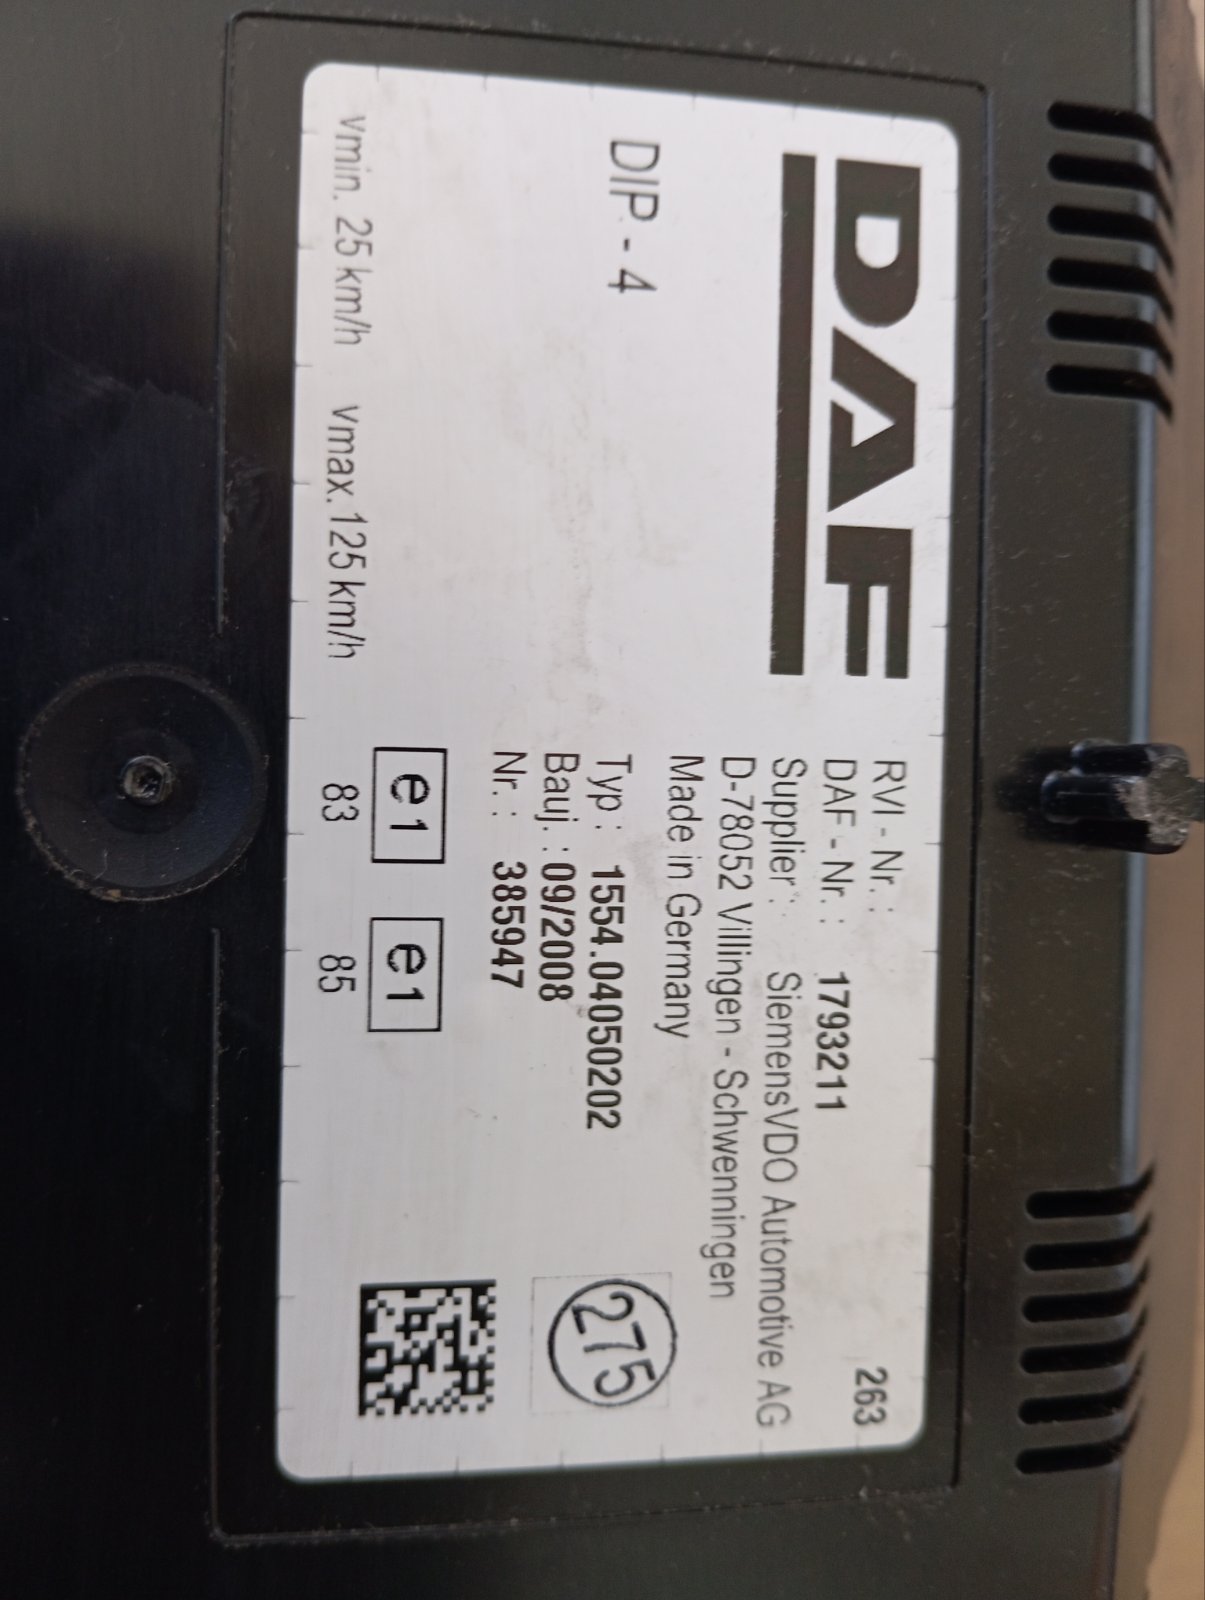 DAF
DIP - 4
vmin. 25 km/h vmax. 125 km/h
RVI - Nr. : 263
DAF - Nr. : 1793211
Supplier : SiemensVDO Automotive AG
D-78052 Villingen - Schwenningen
Made in Germany
Typ : 1554.04050202
Bauj. : 09/2008
Nr. : 385947
275
e1 e1
83 85